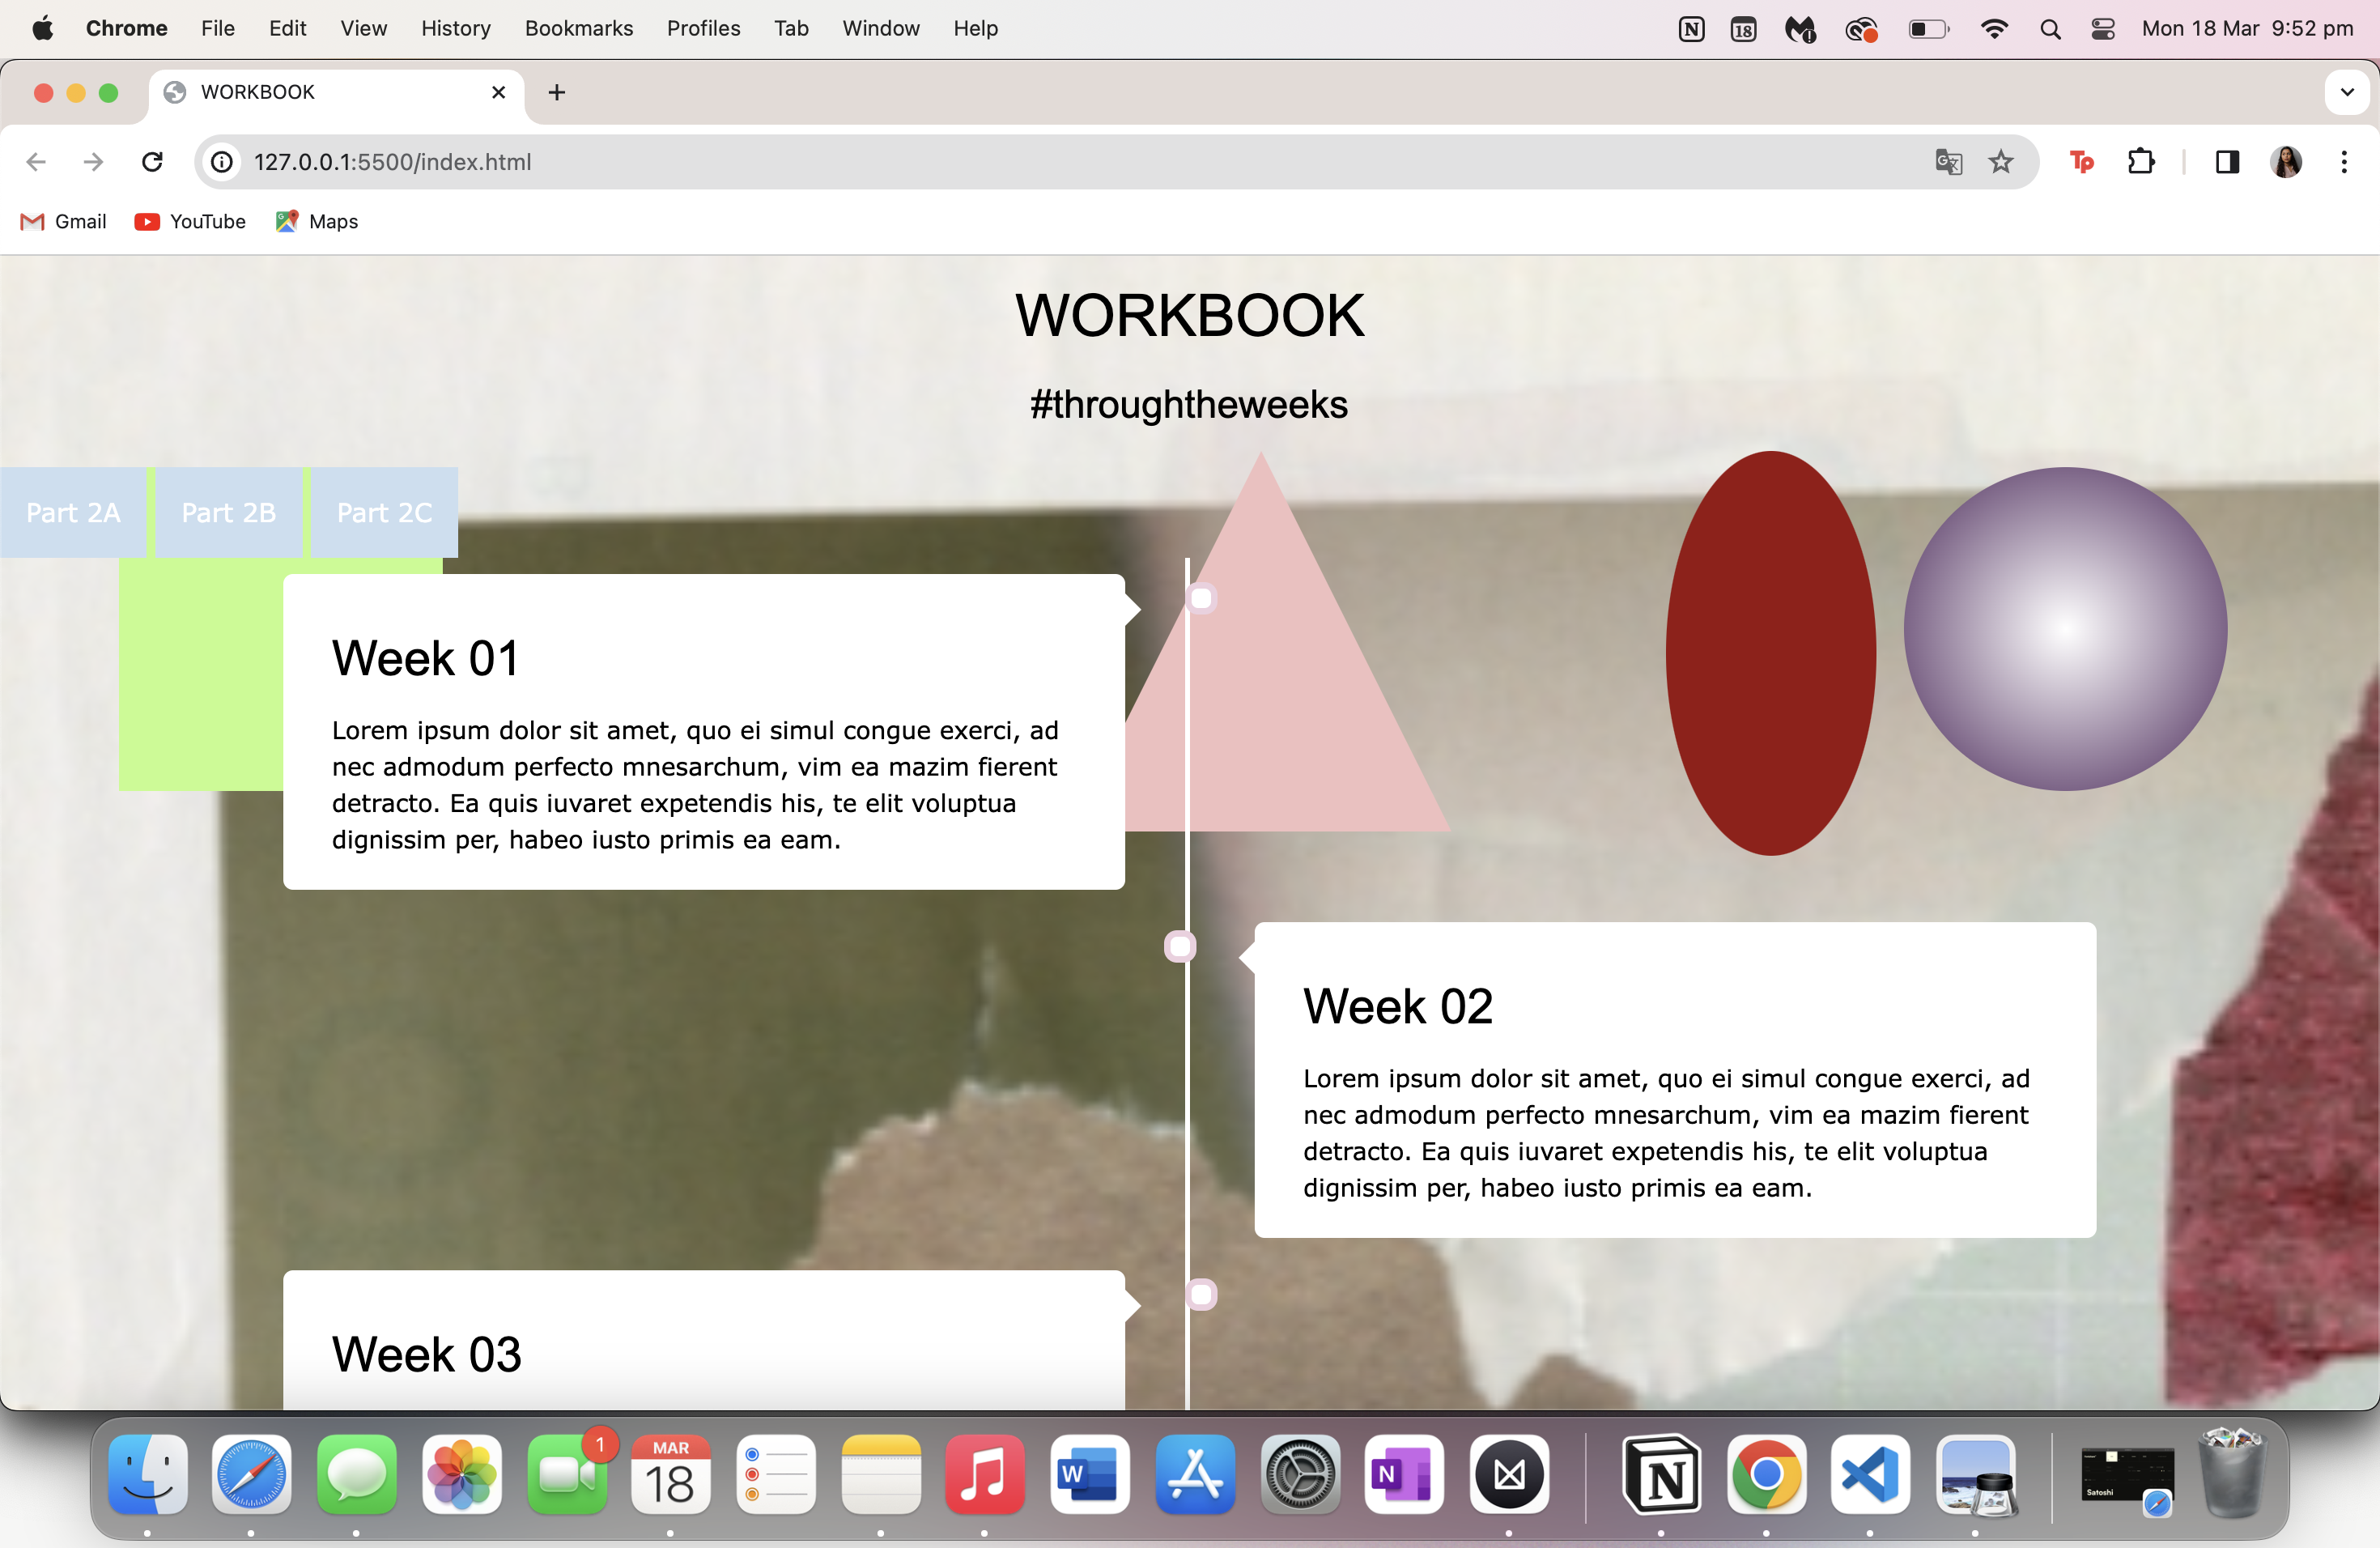 Chrome File Edit View History Bookmarks Profiles Tab Window Help 18 Mon 18 Mar 9:52 pm
WORKBOOK
127.0.0.1:5500/index.html
Gmail YouTube Maps
WORKBOOK
#throughtheweeks
Part 2A Part 2B Part 2C
Week 01
Lorem ipsum dolor sit amet, quo ei simul congue exerci, ad
nec admodum perfecto mnesarchum, vim ea mazim fierent
detracto. Ea quis iuvaret expetendis his, te elit voluptua
dignissim per, habeo iusto primis ea eam.
Week 02
Lorem ipsum dolor sit amet, quo ei simul congue exerci, ad
nec admodum perfecto mnesarchum, vim ea mazim fierent
detracto. Ea quis iuvaret expetendis his, te elit voluptua
dignissim per, habeo iusto primis ea eam.
Week 03
1
MAR
18
Satoshi